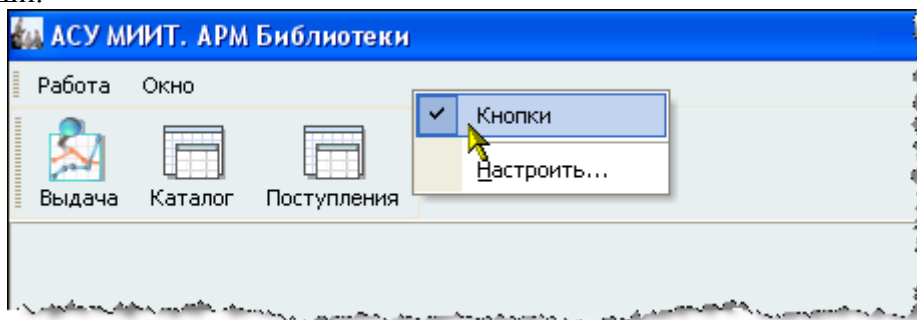 АСУ МИИТ. АРМ Библиотеки
Работа Окно
Кнопки
Настроить...
Выдача Каталог Поступления